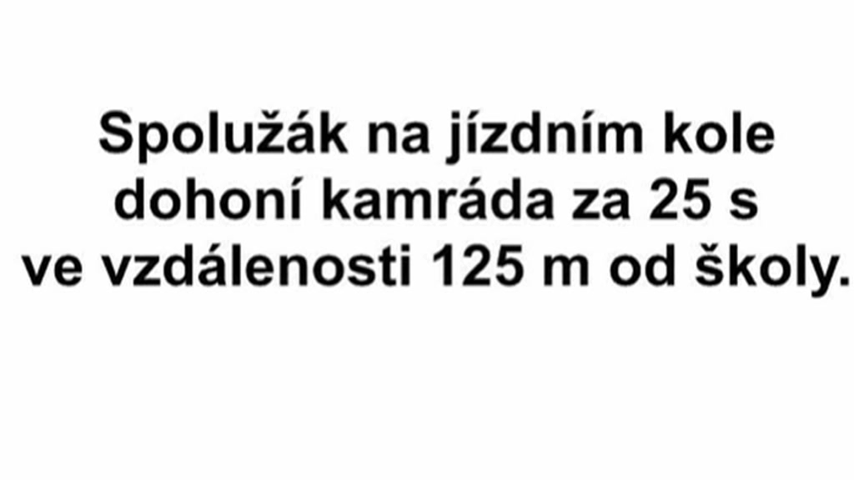 Spolužák na jízdním kole
dohoní kamráda za 25 s
ve vzdálenosti 125 m od školy.